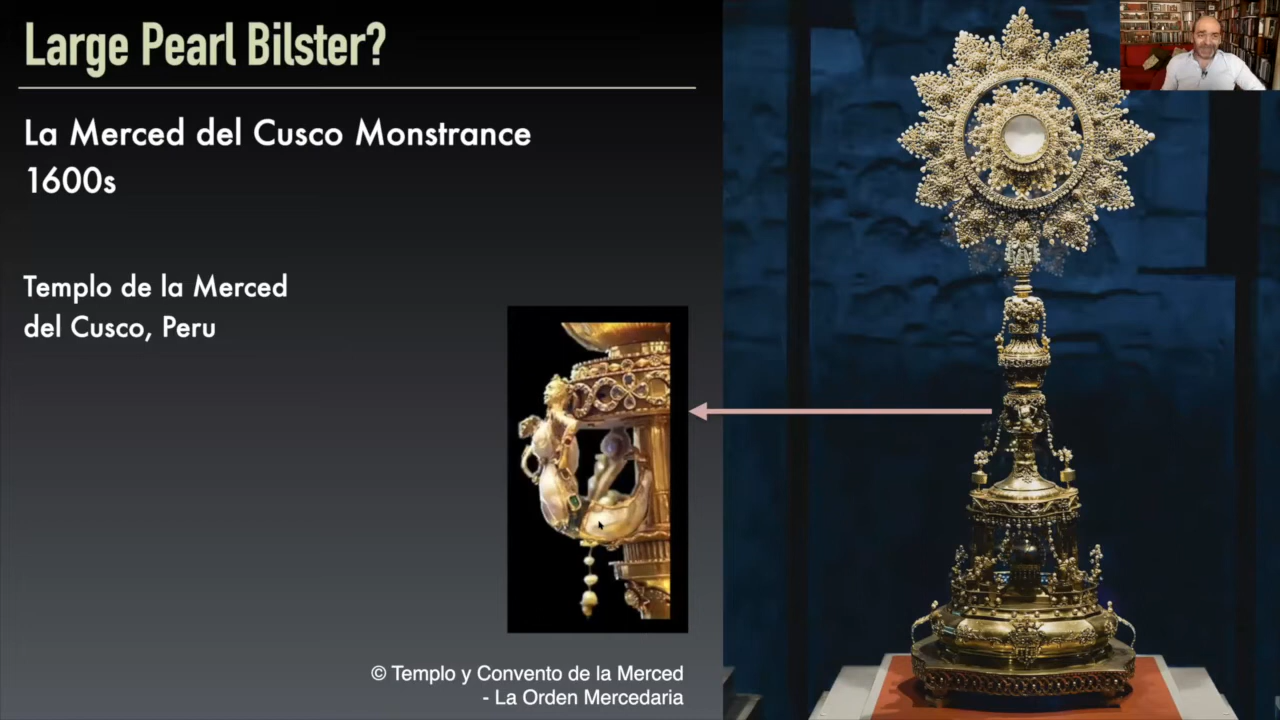 Large Pearl Bilster?
La Merced del Cusco Monstrance
1600s
Templo de la Merced
del Cusco, Peru
© Templo y Convento de la Merced
- La Orden Mercedaria